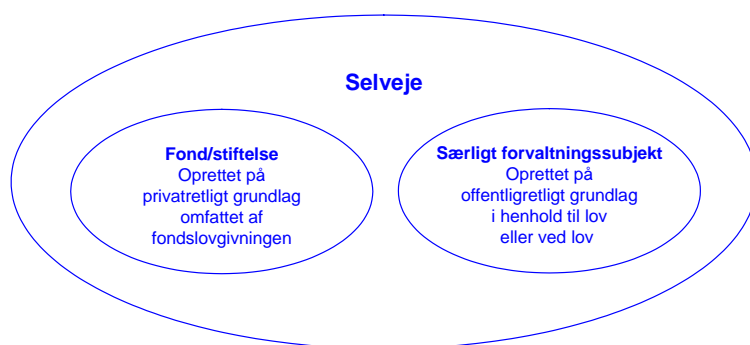 Selveje
Fond/stiftelse
Oprettet på
privatretligt grundlag
omfattet af
fondslovgivningen
Særligt forvaltningssubjekt
Oprettet på
offentligretligt grundlag
i henhold til lov
eller ved lov